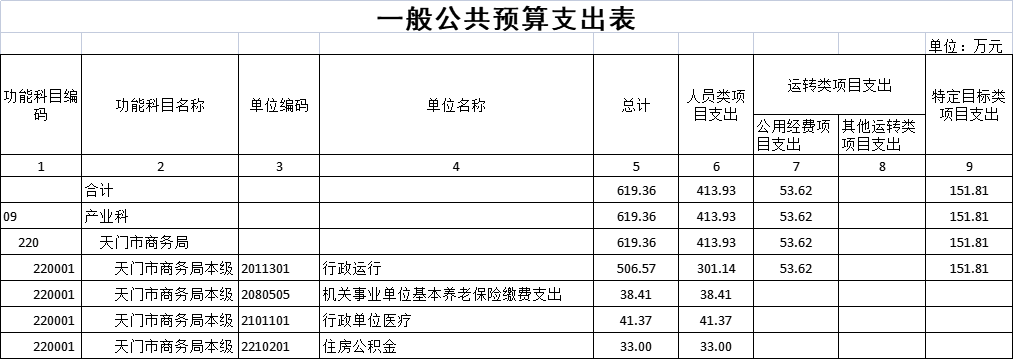 一般公共预算支出表
单位：万元
功能科目编码 功能科目名称 单位编码 单位名称 总计 人员类项目支出 运转类项目支出 特定目标类项目支出
公用经费项目支出 其他运转类项目支出
1 2 3 4 5 6 7 8 9
合计 619.36 413.93 53.62 151.81
09 产业科 619.36 413.93 53.62 151.81
220 天门市商务局 619.36 413.93 53.62 151.81
220001 天门市商务局本级 2011301 行政运行 506.57 301.14 53.62 151.81
220001 天门市商务局本级 2080505 机关事业单位基本养老保险缴费支出 38.41 38.41
220001 天门市商务局本级 2101101 行政单位医疗 41.37 41.37
220001 天门市商务局本级 2210201 住房公积金 33.00 33.00